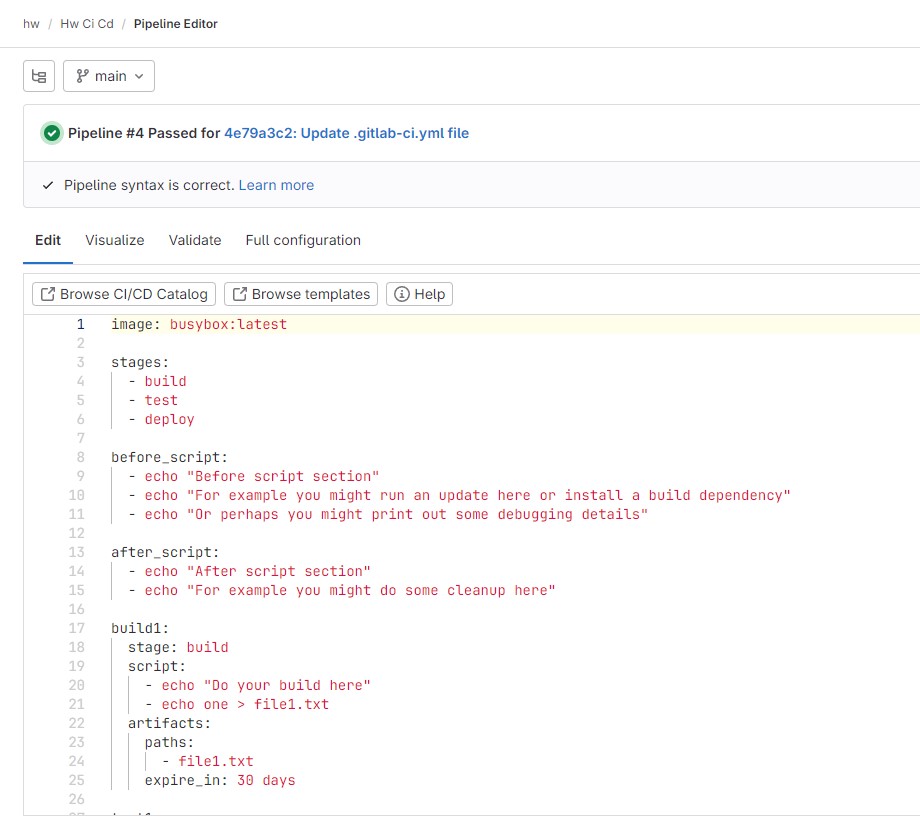 hw / Hw Ci Cd / Pipeline Editor
main
Pipeline #4 Passed for 4e79a3c2: Update .gitlab-ci.yml file
Pipeline syntax is correct. Learn more
Edit Visualize Validate Full configuration
Browse CI/CD Catalog Browse templates Help
1 image: busybox:latest
2
3 stages:
4   - build
5   - test
6   - deploy
7
8 before_script:
9   - echo "Before script section"
10   - echo "For example you might run an update here or install a build dependency"
11   - echo "Or perhaps you might print out some debugging details"
12
13 after_script:
14   - echo "After script section"
15   - echo "For example you might do some cleanup here"
16
17 build1:
18   stage: build
19   script:
20     - echo "Do your build here"
21     - echo one > file1.txt
22   artifacts:
23     paths:
24       - file1.txt
25     expire_in: 30 days
26